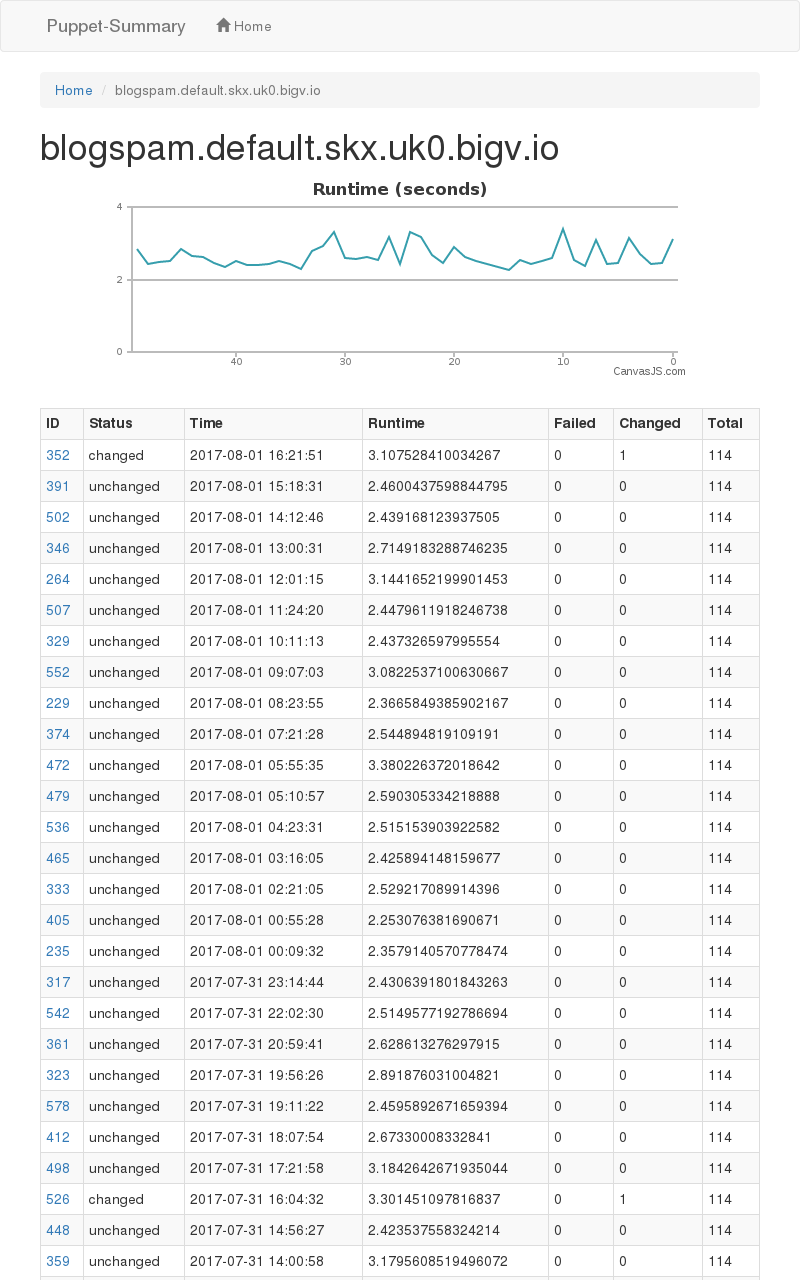 Puppet-Summary Home
Home / blogspam.default.skx.uk0.bigv.io
blogspam.default.skx.uk0.bigv.io
Runtime (seconds)
4
2
0
40 30 20 10 0
CanvasJS.com
ID Status Time Runtime Failed Changed Total
352 changed 2017-08-01 16:21:51 3.107528410034267 0 1 114
391 unchanged 2017-08-01 15:18:31 2.4600437598844795 0 0 114
502 unchanged 2017-08-01 14:12:46 2.439168123937505 0 0 114
346 unchanged 2017-08-01 13:00:31 2.7149183288746235 0 0 114
264 unchanged 2017-08-01 12:01:15 3.1441652199901453 0 0 114
507 unchanged 2017-08-01 11:24:20 2.4479611918246738 0 0 114
329 unchanged 2017-08-01 10:11:13 2.437326597995554 0 0 114
552 unchanged 2017-08-01 09:07:03 3.0822537100630667 0 0 114
229 unchanged 2017-08-01 08:23:55 2.3665849385902167 0 0 114
374 unchanged 2017-08-01 07:21:28 2.544894819109191 0 0 114
472 unchanged 2017-08-01 05:55:35 3.380226372018642 0 0 114
479 unchanged 2017-08-01 05:10:57 2.590305334218888 0 0 114
536 unchanged 2017-08-01 04:23:31 2.515153903922582 0 0 114
465 unchanged 2017-08-01 03:16:05 2.425894148159677 0 0 114
333 unchanged 2017-08-01 02:21:05 2.529217089914396 0 0 114
405 unchanged 2017-08-01 00:55:28 2.253076381690671 0 0 114
235 unchanged 2017-08-01 00:09:32 2.3579140570778474 0 0 114
317 unchanged 2017-07-31 23:14:44 2.4306391801843263 0 0 114
542 unchanged 2017-07-31 22:02:30 2.5149577192786694 0 0 114
361 unchanged 2017-07-31 20:59:41 2.628613276297915 0 0 114
323 unchanged 2017-07-31 19:56:26 2.891876031004821 0 0 114
578 unchanged 2017-07-31 19:11:22 2.4595892671659394 0 0 114
412 unchanged 2017-07-31 18:07:54 2.67330008332841 0 0 114
498 unchanged 2017-07-31 17:21:58 3.1842642671935044 0 0 114
526 changed 2017-07-31 16:04:32 3.301451097816837 0 1 114
448 unchanged 2017-07-31 14:56:27 2.423537558324214 0 0 114
359 unchanged 2017-07-31 14:00:58 3.1795608519496072 0 0 114